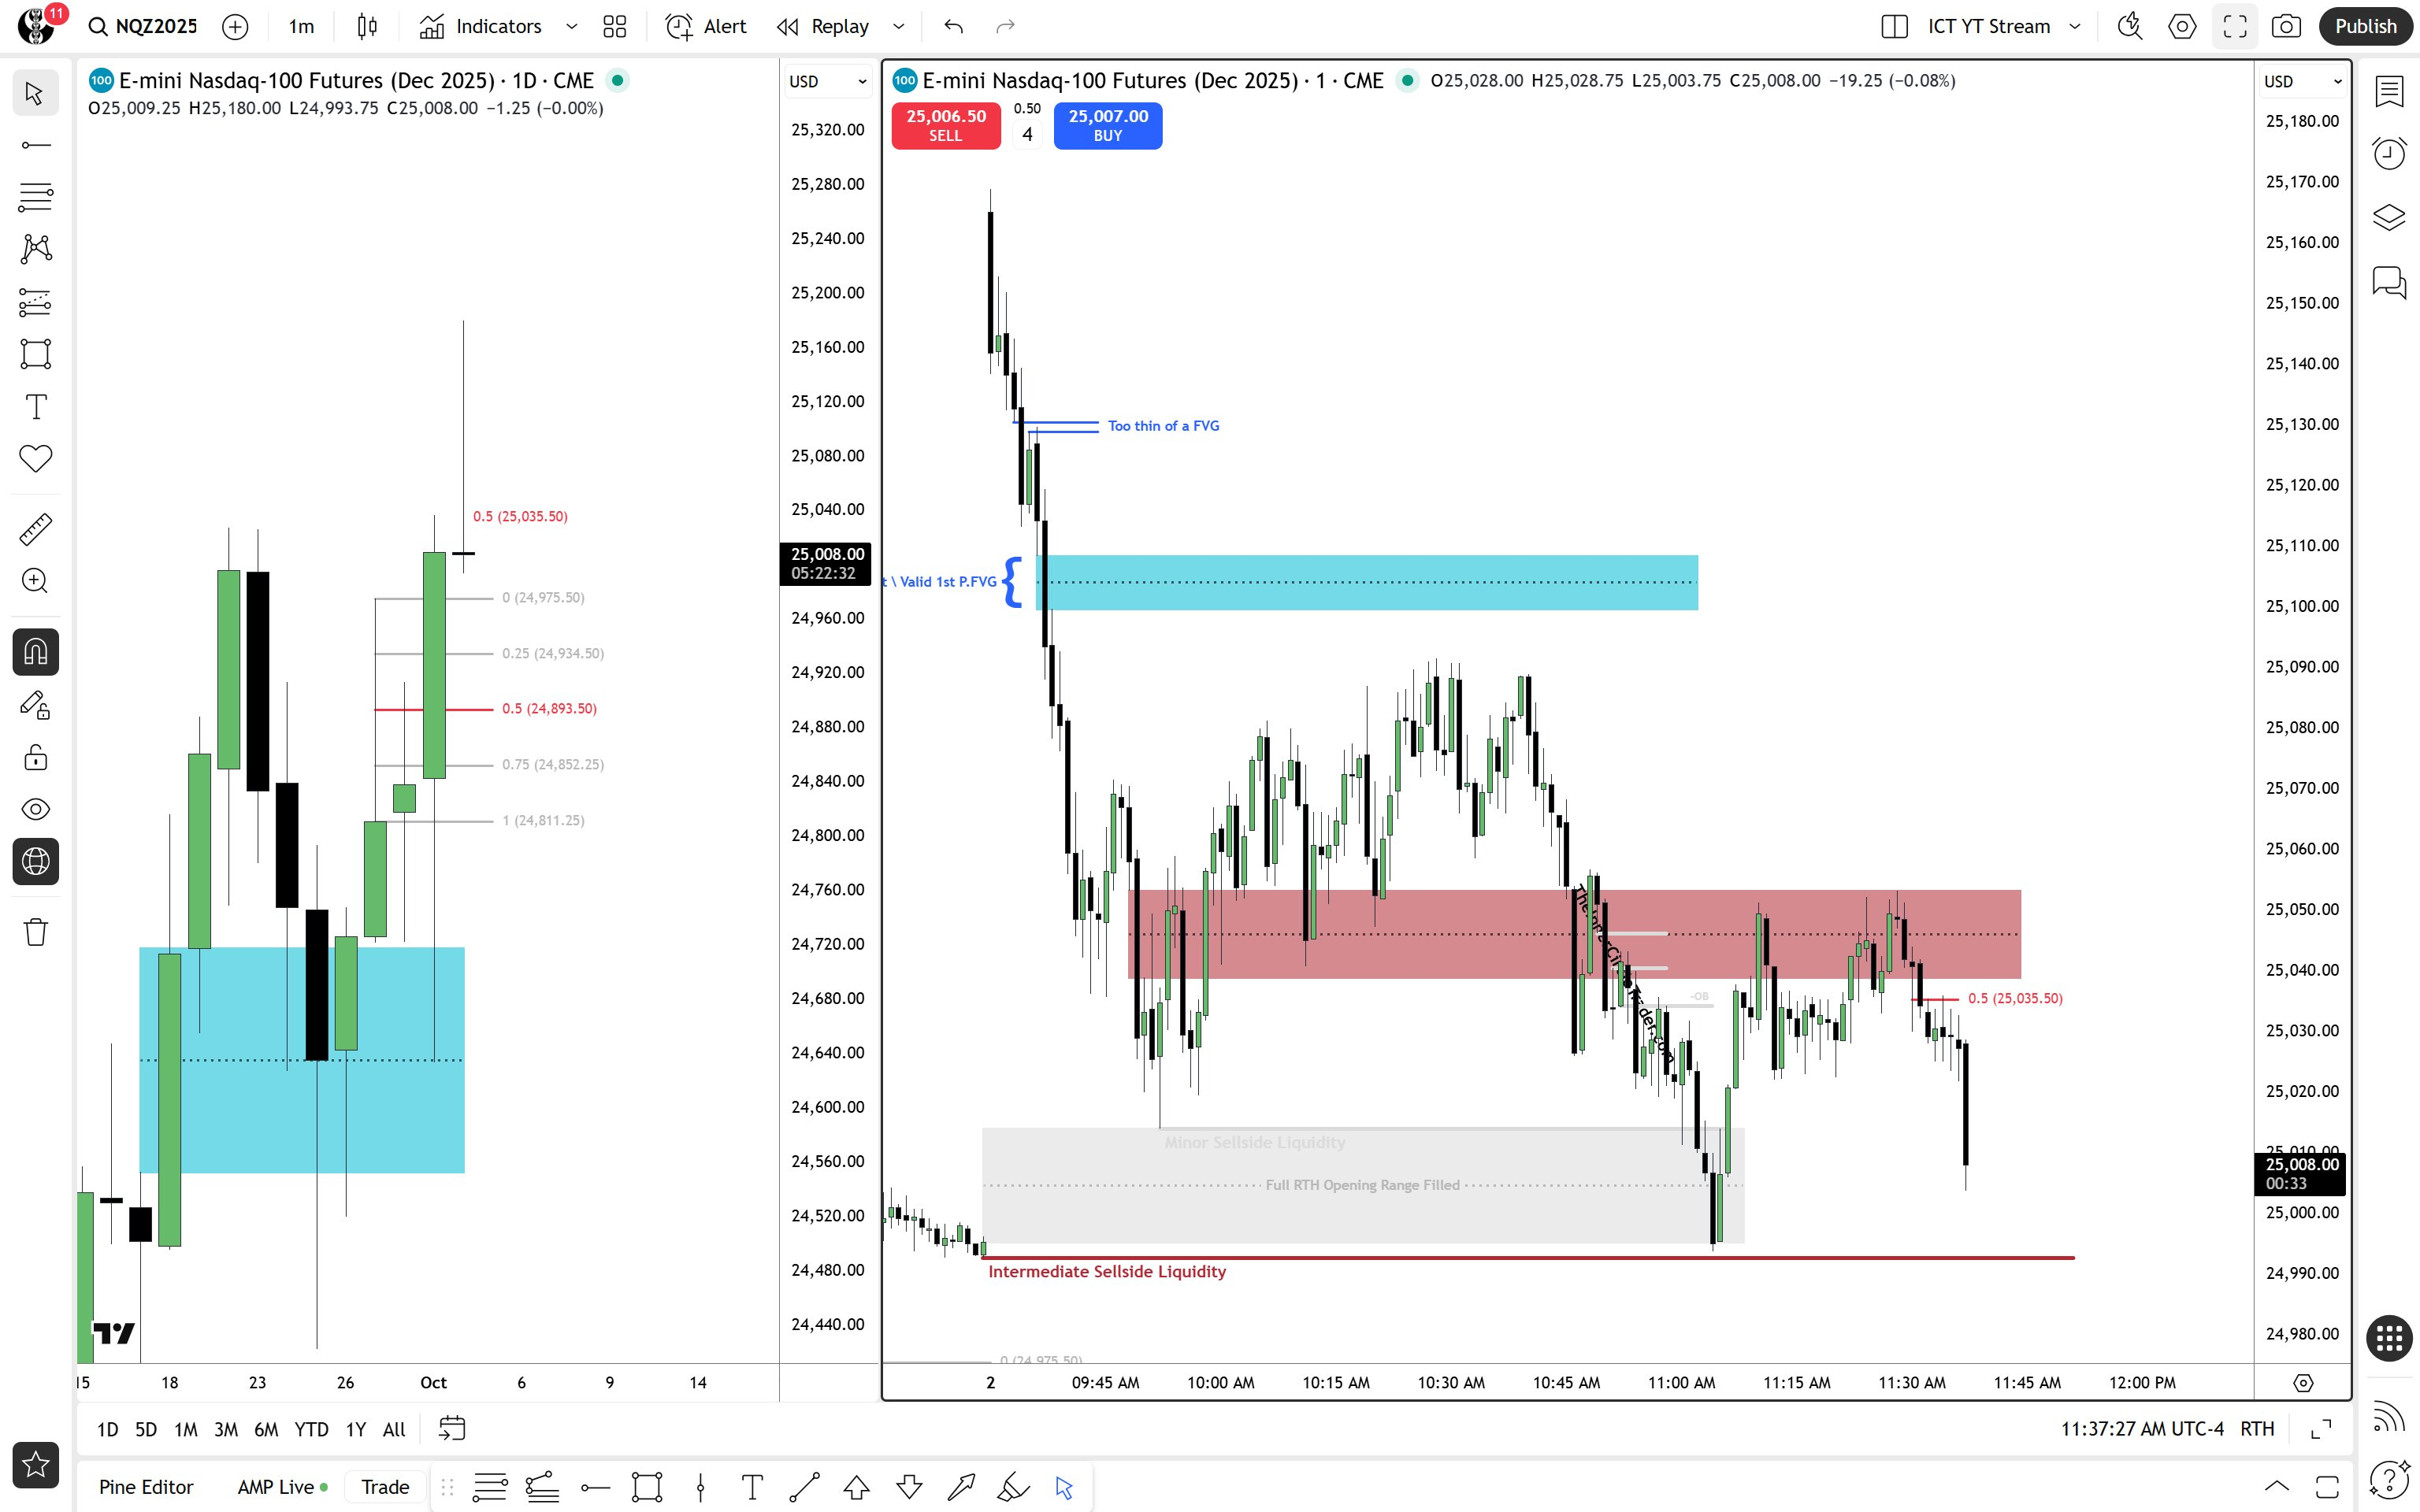 11
NQZ2025
1m
Indicators
Alert
Replay
ICT YT Stream
Publish
100 E-mini Nasdaq-100 Futures (Dec 2025) · 1D · CME
O25,009.25 H25,180.00 L24,993.75 C25,008.00 −1.25 (−0.00%)
USD
25,320.00
25,280.00
25,240.00
25,200.00
25,160.00
25,120.00
25,080.00
25,040.00
25,008.00
05:22:32
24,960.00
24,920.00
24,880.00
24,840.00
24,800.00
24,760.00
24,720.00
24,680.00
24,640.00
24,600.00
24,560.00
24,520.00
24,480.00
24,440.00
0.5 (25,035.50)
0 (24,975.50)
0.25 (24,934.50)
0.5 (24,893.50)
0.75 (24,852.25)
1 (24,811.25)
15 18 23 26 Oct 6 9 14
100 E-mini Nasdaq-100 Futures (Dec 2025) · 1 · CME O25,028.00 H25,028.75 L25,003.75 C25,008.00 −19.25 (−0.08%)
25,006.50
SELL
0.50
4
25,007.00
BUY
USD
25,180.00
25,170.00
25,160.00
25,150.00
25,140.00
25,130.00
25,120.00
25,110.00
25,100.00
25,090.00
25,080.00
25,070.00
25,060.00
25,050.00
25,040.00
25,030.00
25,020.00
25,010.00
25,008.00
00:33
25,000.00
24,990.00
24,980.00
Too thin of a FVG
t \ Valid 1st P.FVG {
-OB
0.5 (25,035.50)
Minor Sellside Liquidity
Full RTH Opening Range Filled
Intermediate Sellside Liquidity
0 (24,975.50)
2 09:45 AM 10:00 AM 10:15 AM 10:30 AM 10:45 AM 11:00 AM 11:15 AM 11:30 AM 11:45 AM 12:00 PM
1D 5D 1M 3M 6M YTD 1Y All
11:37:27 AM UTC-4 RTH
Pine Editor
AMP Live
Trade